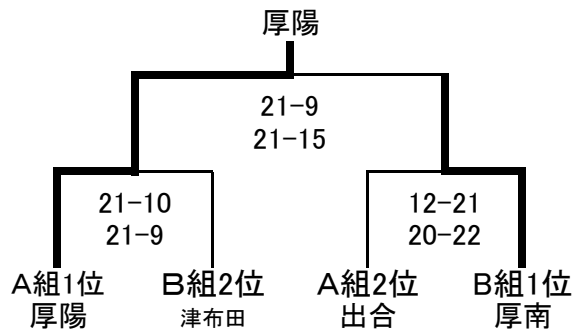 厚陽
21-9
21-15
21-10
21-9
12-21
20-22
A組1位
厚陽
B組2位
津布田
A組2位
出合
B組1位
厚南